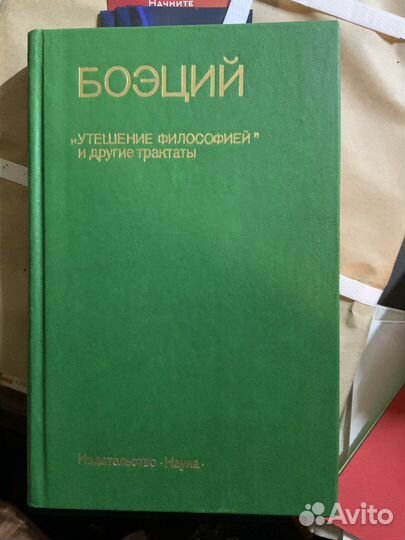 НАЧНИТЕ
БОЭЦИЙ
„УТЕШЕНИЕ ФИЛОСОФИЕЙ”
и другие трактаты
Издательство · Наука ·
Avito